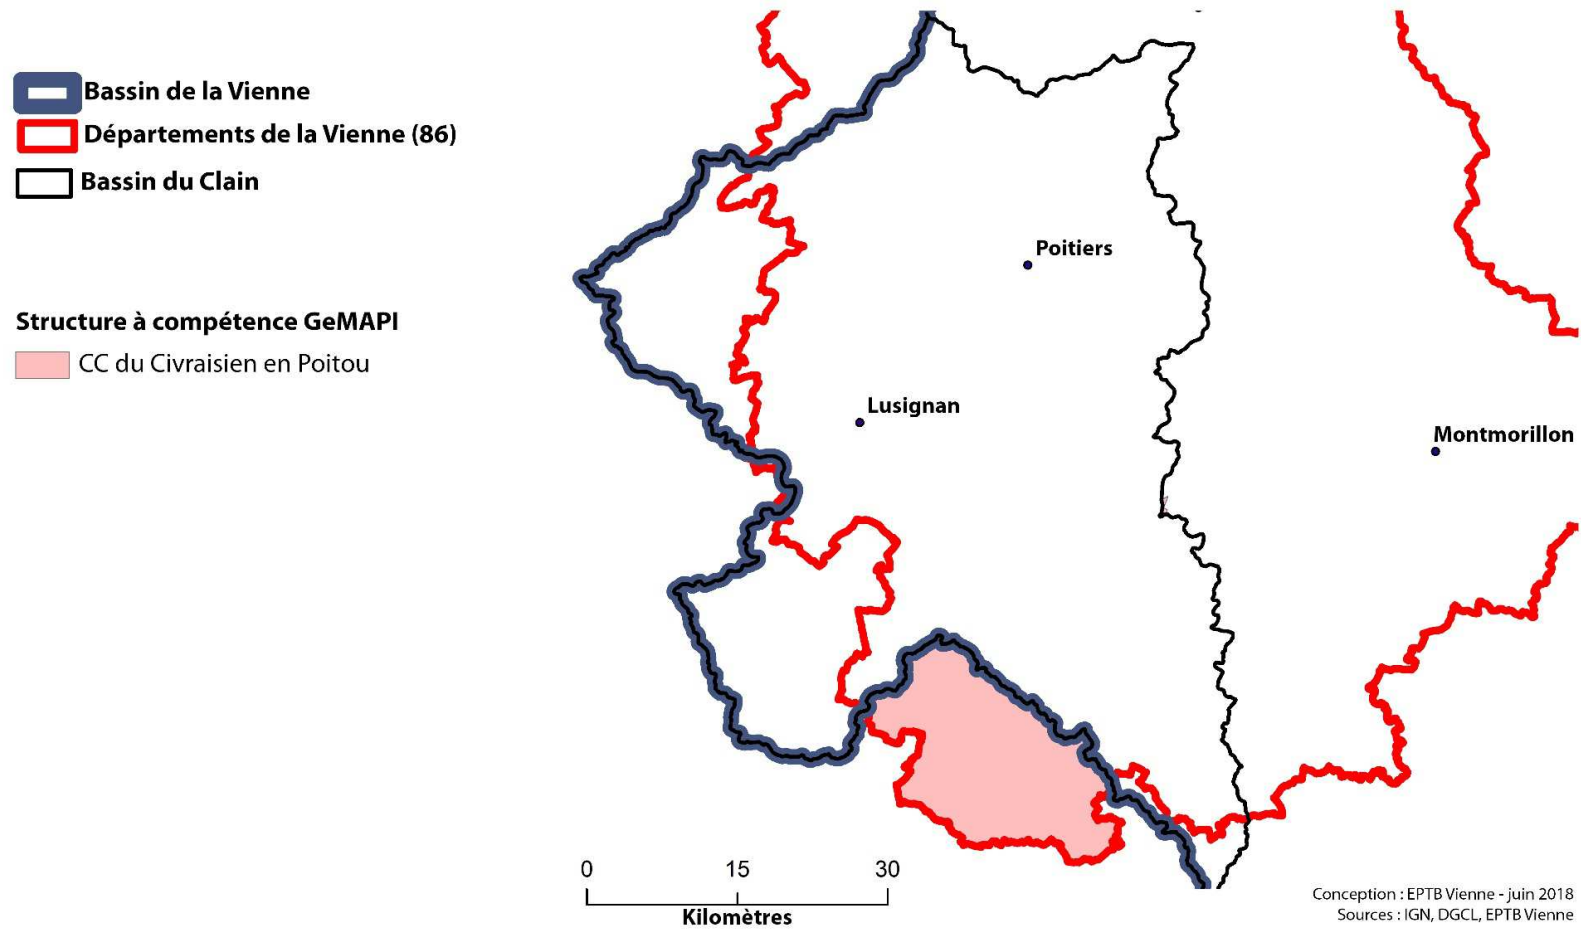 Bassin de la Vienne
Départements de la Vienne (86)
Bassin du Clain
Structure à compétence GeMAPI
CC du Civraisien en Poitou
Poitiers
Lusignan
Montmorillon
0 15 30
Kilomètres
Conception : EPTB Vienne - juin 2018
Sources : IGN, DGCL, EPTB Vienne